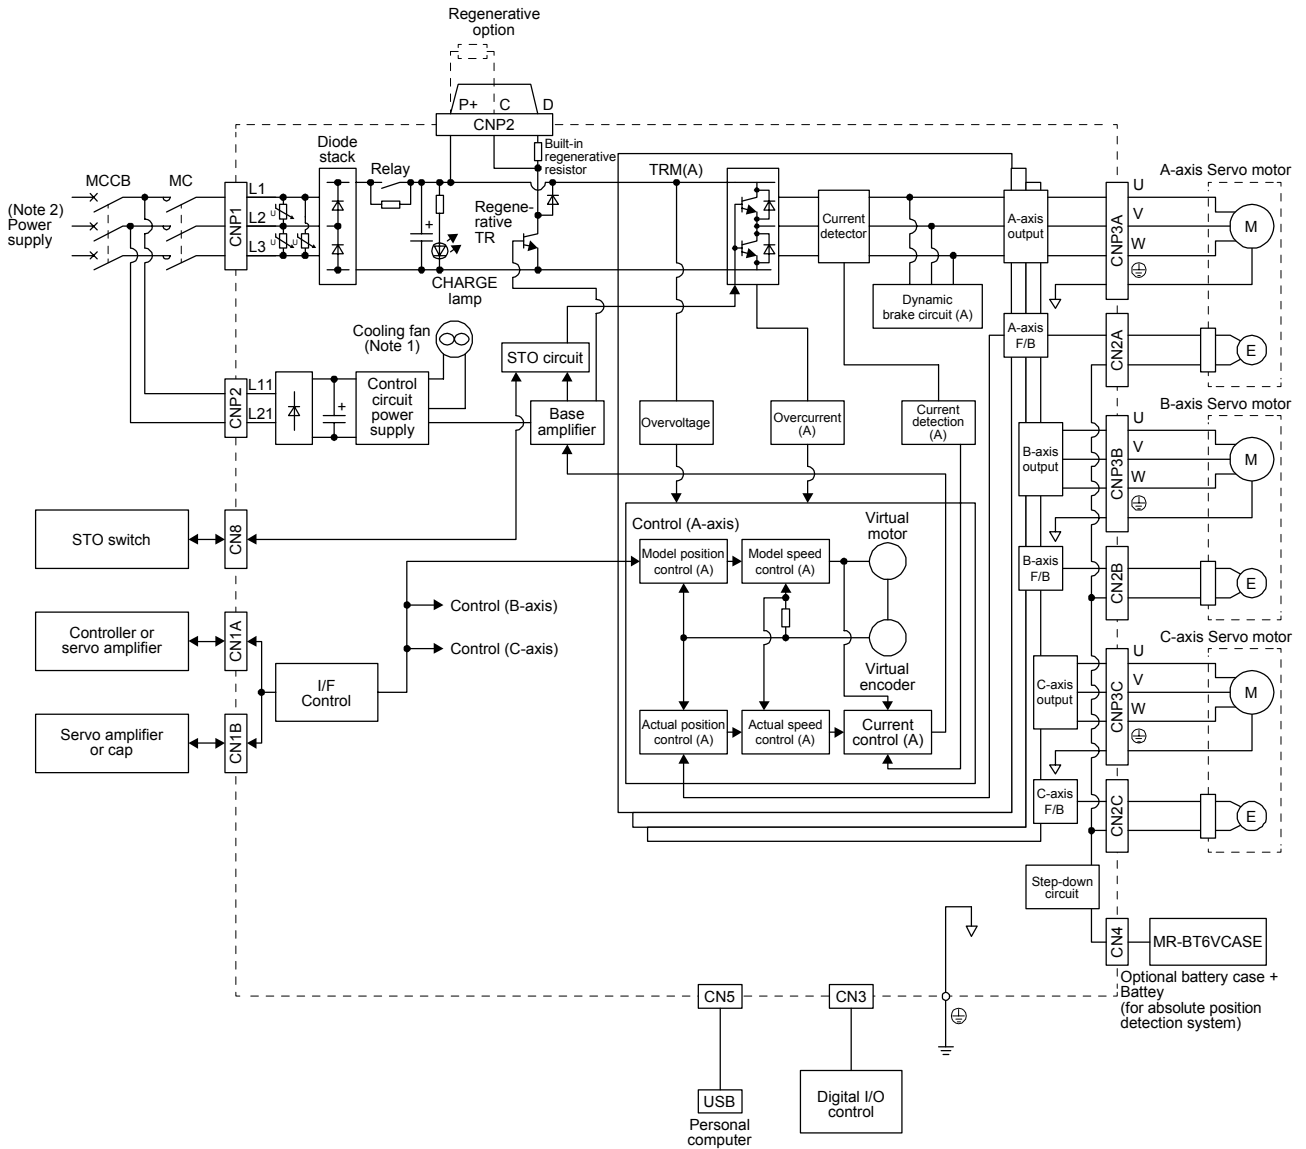 Regenerative
option
P+ C D
CNP2
Built-in
regenerative
resistor
Diode
stack
Relay
MCCB MC
(Note 2)
Power
supply
CNP1
L1
L2
L3
U
U U
Regene-
rative
TR
+
CHARGE
lamp
TRM(A)
Current
detector
Dynamic
brake circuit (A)
A-axis
output
CNP3A
U
V
W
A-axis Servo motor
M
A-axis
F/B
CN2A
E
Cooling fan
(Note 1)
STO circuit
CNP2
L11
L21
+
Control
circuit
power
supply
Base
amplifier
Overvoltage
Overcurrent
(A)
Current
detection
(A)
B-axis Servo motor
B-axis
output
CNP3B
U
V
W
M
B-axis
F/B
CN2B
E
STO switch
CN8
Control (A-axis)
Virtual
motor
Model position
control (A)
Model speed
control (A)
Control (B-axis)
Control (C-axis)
Controller or
servo amplifier
CN1A
I/F
Control
Servo amplifier
or cap
CN1B
Virtual
encoder
Actual position
control (A)
Actual speed
control (A)
Current
control (A)
C-axis Servo motor
C-axis
output
CNP3C
U
V
W
M
C-axis
F/B
CN2C
E
Step-down
circuit
CN4
MR-BT6VCASE
Optional battery case +
Battey
(for absolute position
detection system)
CN5
CN3
USB
Personal
computer
Digital I/O
control